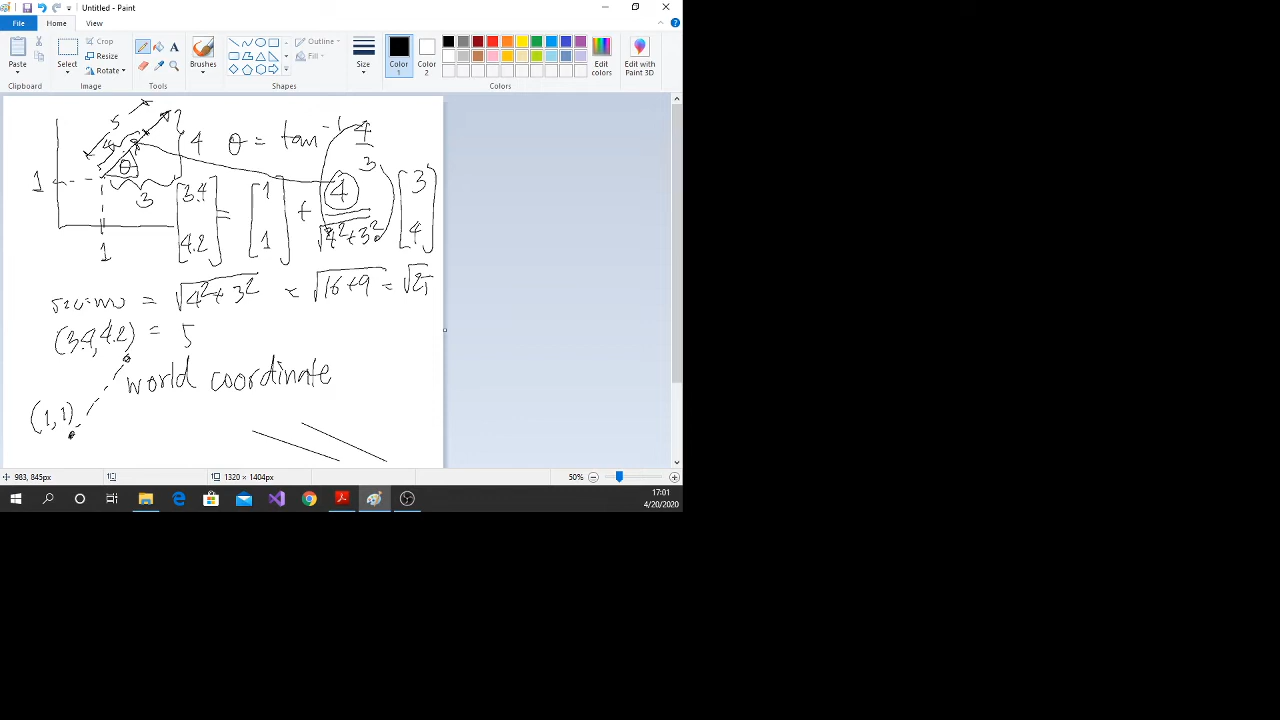 Untitled - Paint
File Home View
Paste
Select
Crop
Resize
Rotate
A
Brushes
Outline
Fill
Size
Color 1
Color 2
Edit colors
Edit with Paint 3D
Clipboard Image Tools Shapes Colors
5
4
θ
4 θ = tan⁻¹ 4/3
1
3
1
[3.4 4.2] = [1 1] + (4/√4²+3²) [3 4]
= √4²+3² = √16+9 = √25
(3.4, 4.2) = 5
world coordinate
(1,1)
983, 845px
1320 × 1404px
50%
17:01
4/20/2020